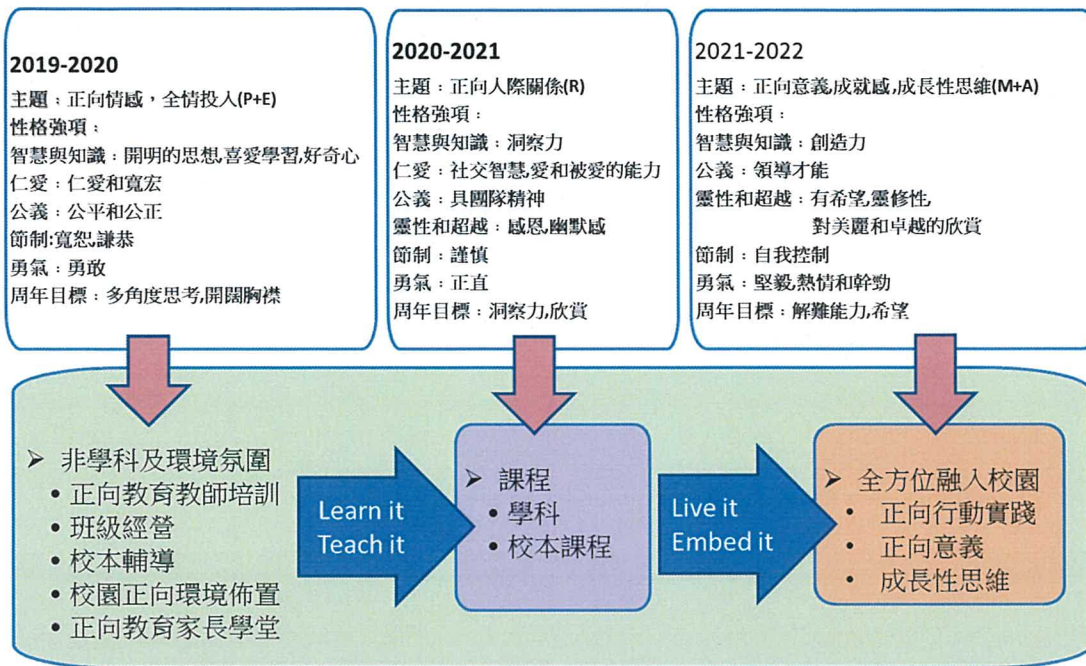 2019-2020
主題：正向情感，全情投入(P+E)
性格強項：
智慧與知識：開明的思想,喜愛學習,好奇心
仁愛：仁愛和寬宏
公義：公平和公正
節制:寬恕,謙恭
勇氣：勇敢
周年目標：多角度思考,開闊胸襟
2020-2021
主題：正向人際關係(R)
性格強項：
智慧與知識：洞察力
仁愛：社交智慧,愛和被愛的能力
公義：具團隊精神
靈性和超越：感恩,幽默感
節制：謹慎
勇氣：正直
周年目標：洞察力,欣賞
2021-2022
主題：正向意義,成就感,成長性思維(M+A)
性格強項：
智慧與知識：創造力
公義：領導才能
靈性和超越：有希望,靈修性,
對美麗和卓越的欣賞
節制：自我控制
勇氣：堅毅,熱情和幹勁
周年目標：解難能力,希望
➢ 非學科及環境氛圍
• 正向教育教師培訓
• 班級經營
• 校本輔導
• 校園正向環境佈置
• 正向教育家長學堂
Learn it
Teach it
➢ 課程
• 學科
• 校本課程
Live it
Embed it
➢ 全方位融入校園
• 正向行動實踐
• 正向意義
• 成長性思維